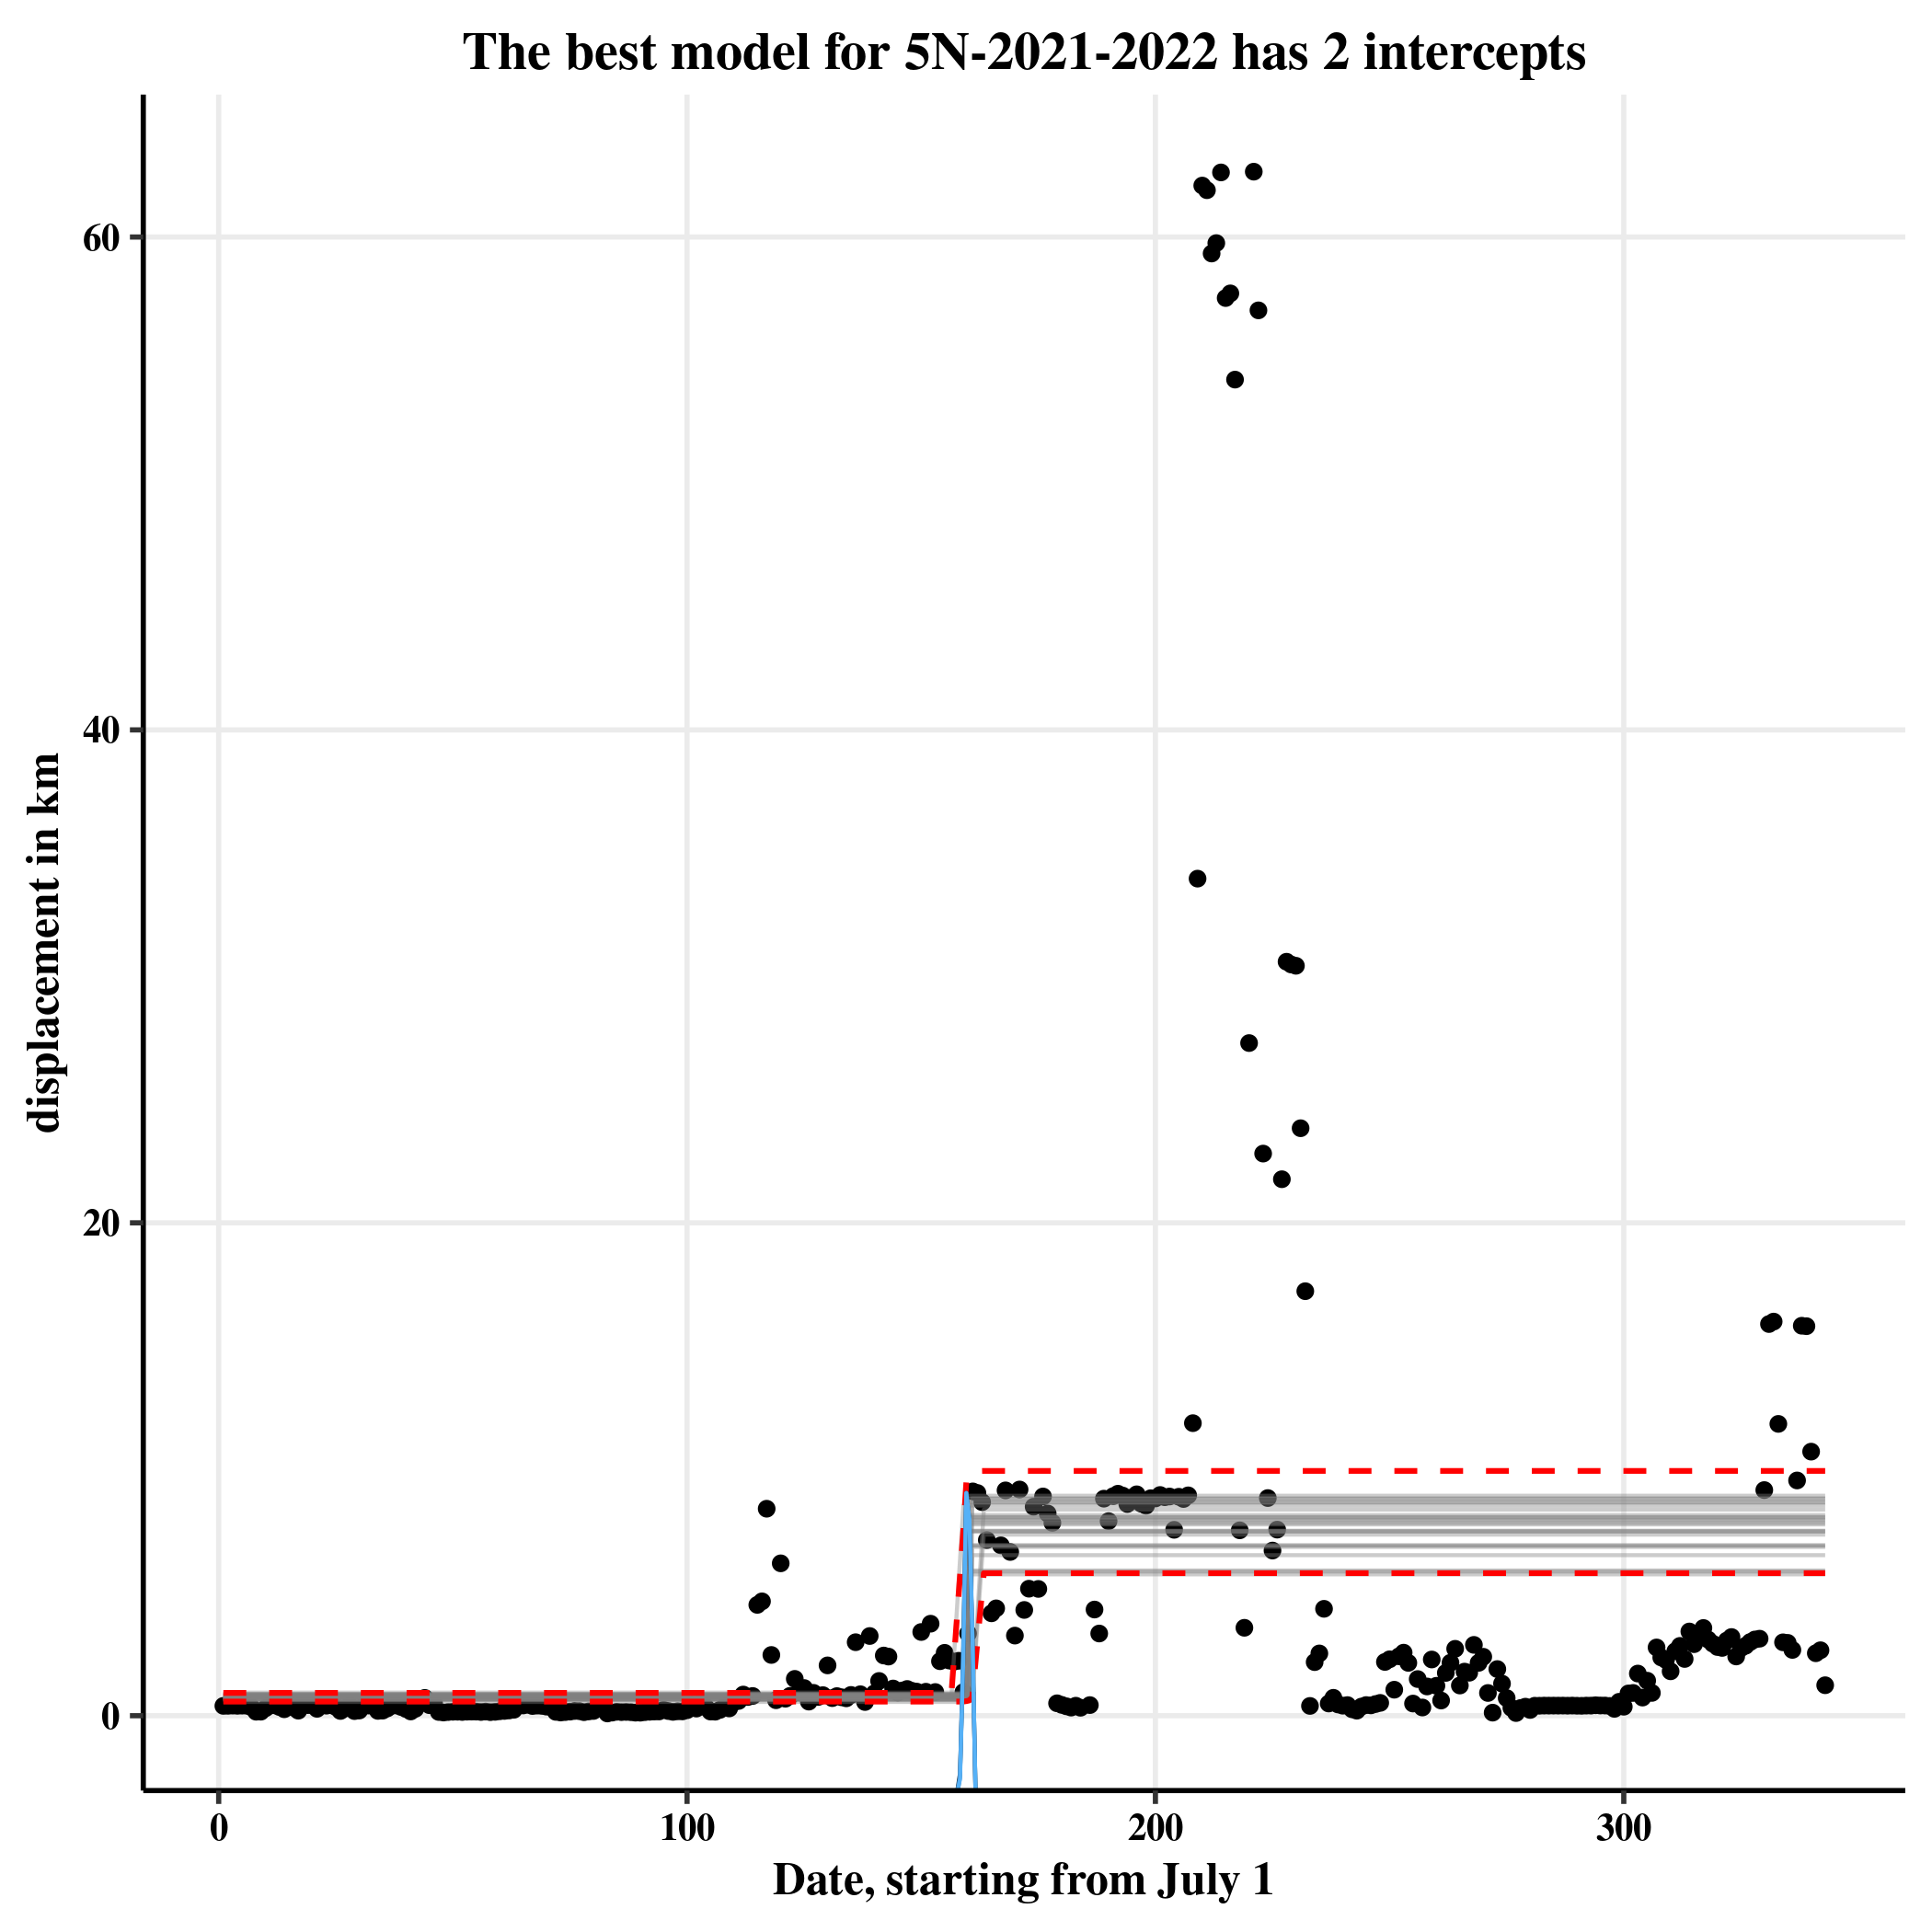 The best model for 5N-2021-2022 has 2 intercepts
60
40
20
0
displacement in km
0 100 200 300
Date, starting from July 1